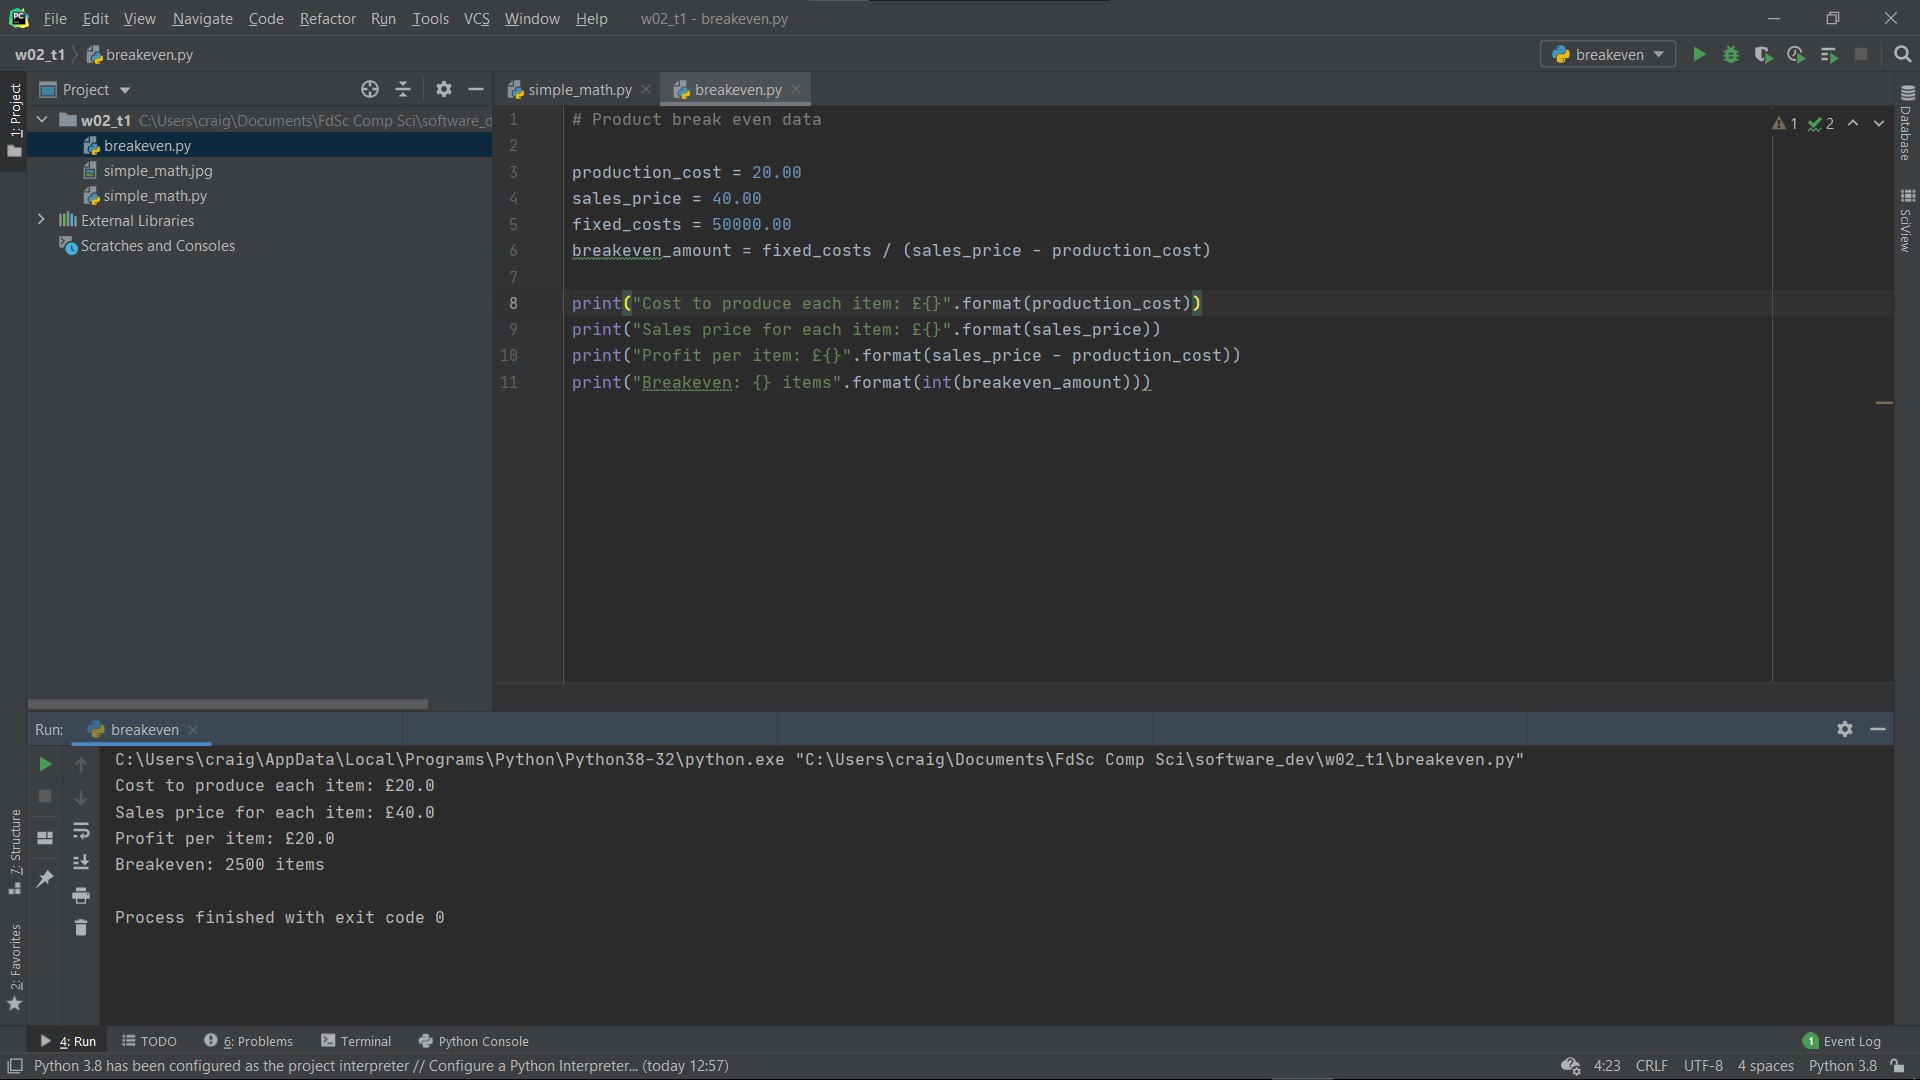 File Edit View Navigate Code Refactor Run Tools VCS Window Help w02_t1 - breakeven.py
w02_t1 breakeven.py breakeven
1: Project
Project
w02_t1 C:\Users\craig\Documents\FdSc Comp Sci\software_d
breakeven.py
simple_math.jpg
simple_math.py
External Libraries
Scratches and Consoles
simple_math.py breakeven.py
1 2
1 # Product break even data
2
3 production_cost = 20.00
4 sales_price = 40.00
5 fixed_costs = 50000.00
6 breakeven_amount = fixed_costs / (sales_price - production_cost)
7
8 print("Cost to produce each item: £{}".format(production_cost))
9 print("Sales price for each item: £{}".format(sales_price))
10 print("Profit per item: £{}".format(sales_price - production_cost))
11 print("Breakeven: {} items".format(int(breakeven_amount)))
Database
SciView
Run: breakeven
C:\Users\craig\AppData\Local\Programs\Python\Python38-32\python.exe "C:\Users\craig\Documents\FdSc Comp Sci\software_dev\w02_t1\breakeven.py"
Cost to produce each item: £20.0
Sales price for each item: £40.0
Profit per item: £20.0
Breakeven: 2500 items
Process finished with exit code 0
7: Structure
2: Favorites
4: Run TODO 6: Problems Terminal Python Console 1 Event Log
Python 3.8 has been configured as the project interpreter // Configure a Python Interpreter... (today 12:57) 4:23 CRLF UTF-8 4 spaces Python 3.8